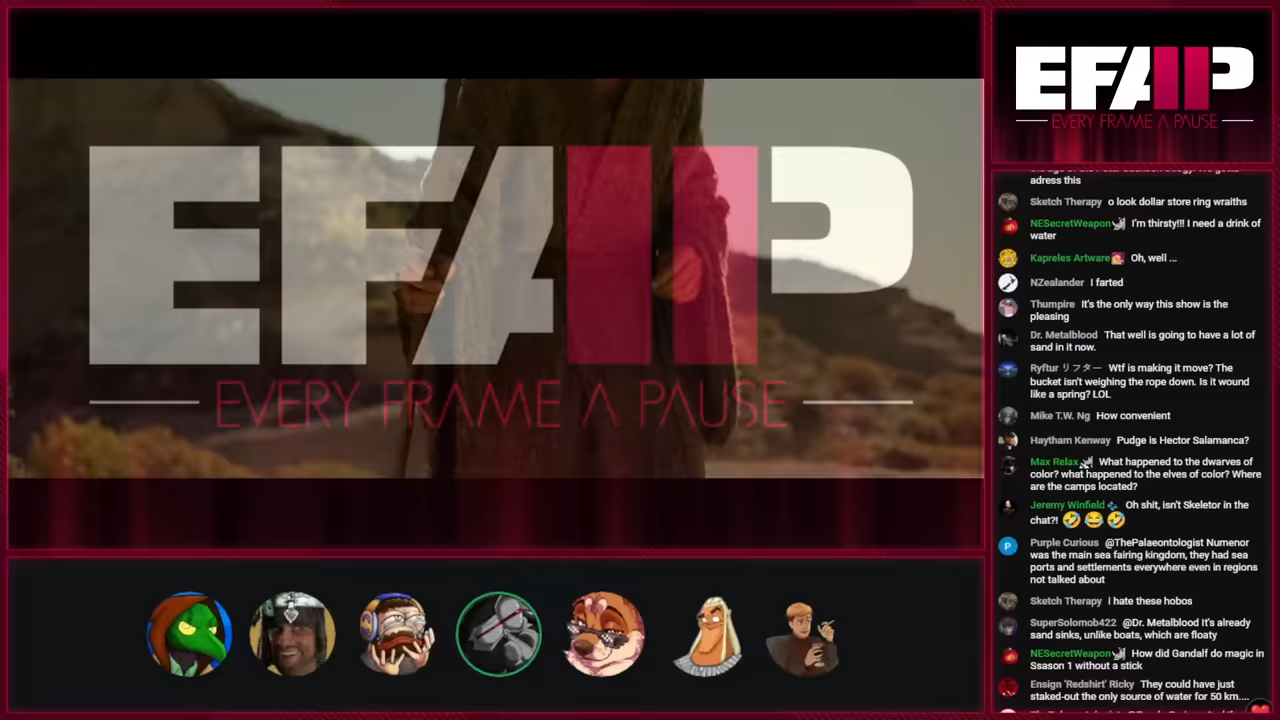 EFAP
EVERY FRAME A PAUSE
EFAP
EVERY FRAME A PAUSE
adress this
Sketch Therapy o look dollar store ring wraiths
NESecretWeapon I'm thirsty!!! I need a drink of
water
Kapreles Artware Oh, well ...
NZealander I farted
Thumpire It's the only way this show is the
pleasing
Dr. Metalblood That well is going to have a lot of
sand in it now.
Ryftur リフター Wtf is making it move? The
bucket isn't weighing the rope down. Is it wound
like a spring? LOL
Mike T.W. Ng How convenient
Haytham Kenway Pudge is Hector Salamanca?
Max Relax What happened to the dwarves of
color? what happened to the elves of color? Where
are the camps located?
Jeremy Winfield Oh shit, isn't Skeletor in the
chat?! 🤣 😂 🤣
P
Purple Curious @ThePalaeontologist Numenor
was the main sea fairing kingdom, they had sea
ports and settlements everywhere even in regions
not talked about
Sketch Therapy i hate these hobos
SuperSolomob422 @Dr. Metalblood It's already
sand sinks, unlike boats, which are floaty
NESecretWeapon How did Gandalf do magic in
Ssason 1 without a stick
Ensign 'Redshirt' Ricky They could have just
staked-out the only source of water for 50 km....